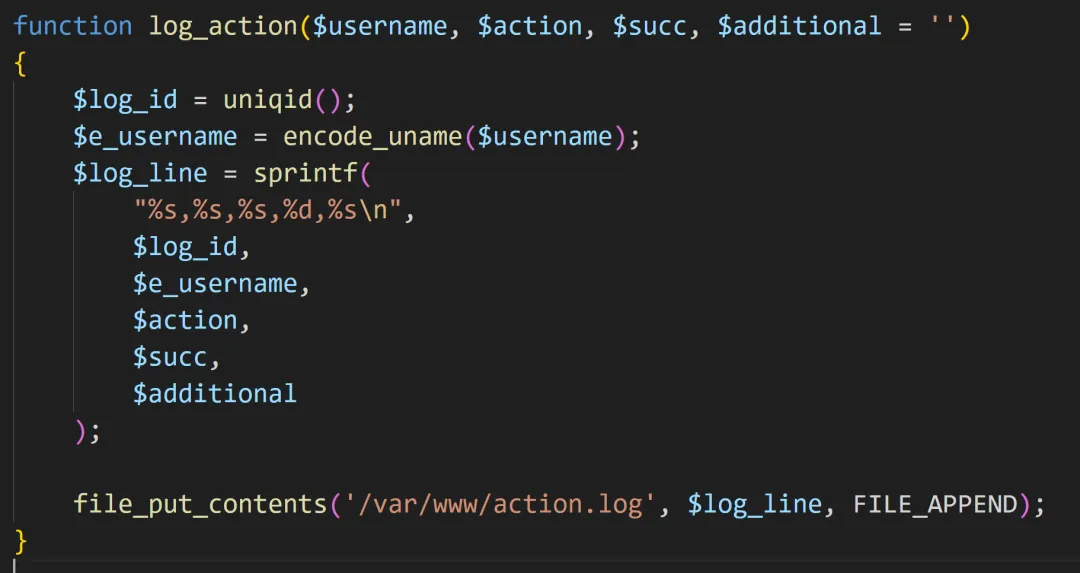 function log_action($username, $action, $succ, $additional = '')
{
    $log_id = uniqid();
    $e_username = encode_uname($username);
    $log_line = sprintf(
        "%s,%s,%s,%d,%s\n",
        $log_id,
        $e_username,
        $action,
        $succ,
        $additional
    );

    file_put_contents('/var/www/action.log', $log_line, FILE_APPEND);
}